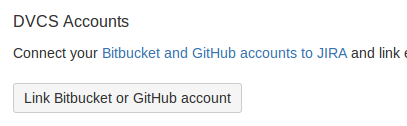 DVCS Accounts
Connect your Bitbucket and GitHub accounts to JIRA and link
Link Bitbucket or GitHub account